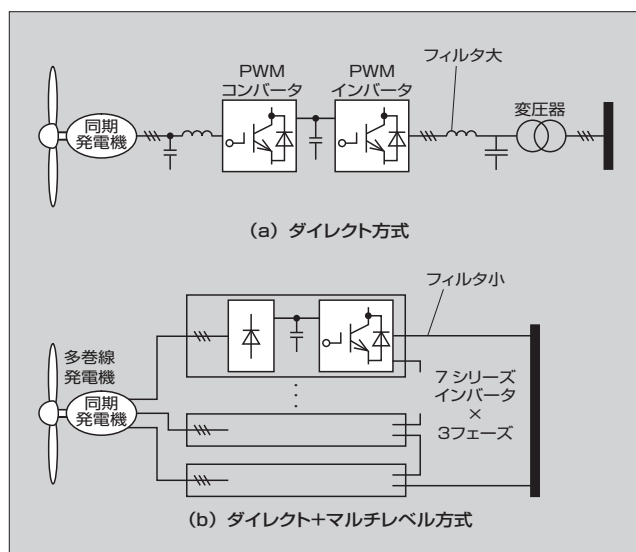 PWM
コンバータ
PWM
インバータ
フィルタ大
変圧器
同期
発電機
(a) ダイレクト方式
フィルタ小
多巻線
発電機
同期
発電機
7 シリーズ
インバータ
×
3フェーズ
(b) ダイレクト+マルチレベル方式